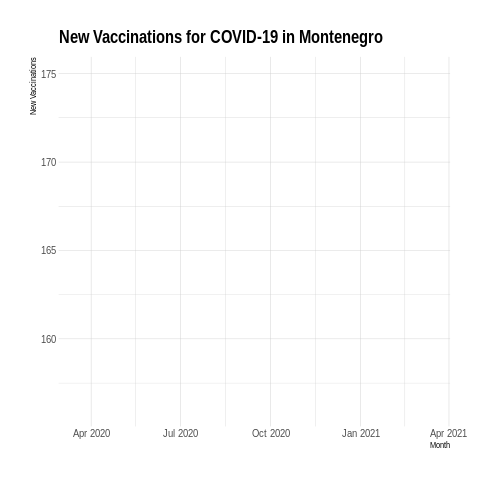 New Vaccinations for COVID-19 in Montenegro
New Vaccinations
175
170
165
160
Apr 2020 Jul 2020 Oct 2020 Jan 2021 Apr 2021
Month